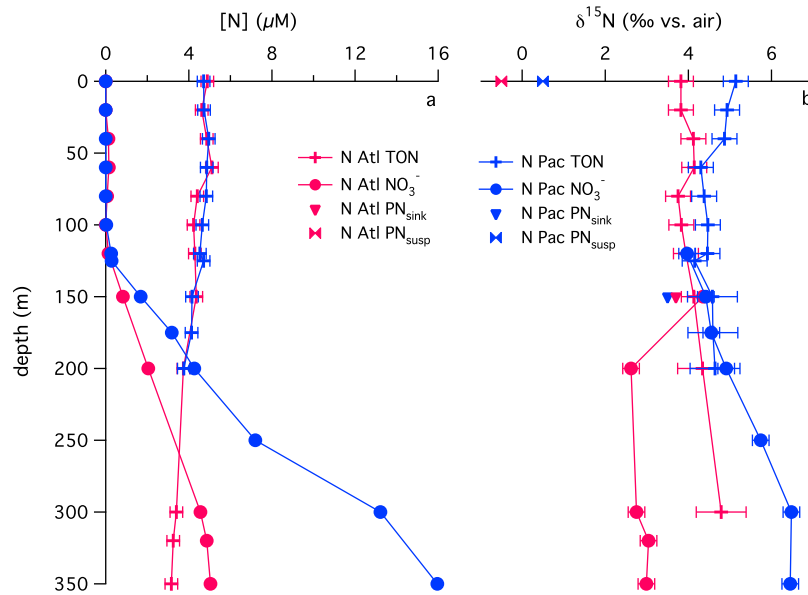 [N] (µM)
δ¹⁵N (‰ vs. air)
0 4 8 12 16
0 2 4 6
0
50
100
150
200
250
300
350
depth (m)
a
b
N Atl TON
N Atl NO₃⁻
N Atl PNsink
N Atl PNsusp
N Pac TON
N Pac NO₃⁻
N Pac PNsink
N Pac PNsusp